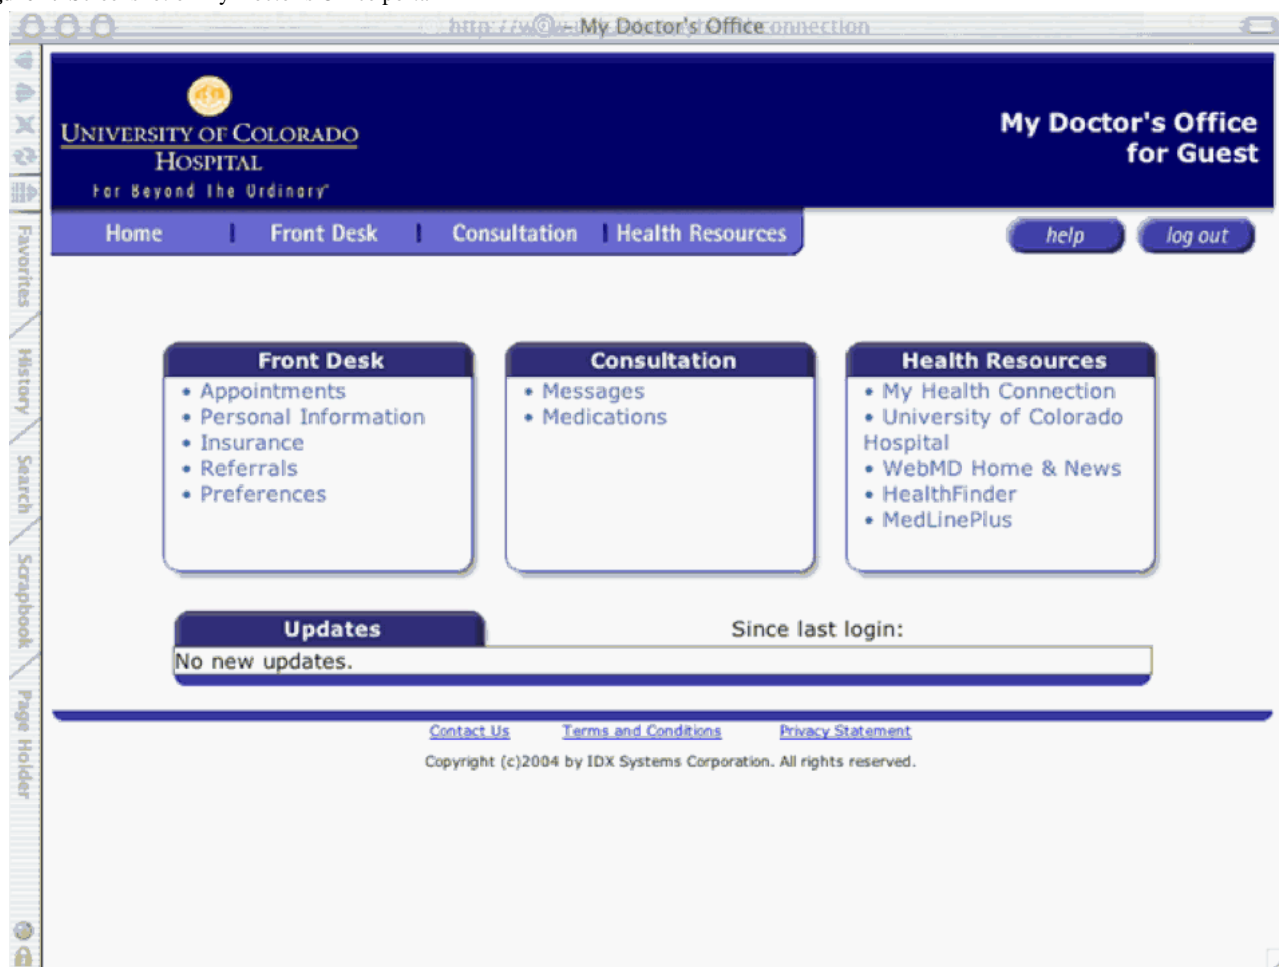 My Doctor's Office
UNIVERSITY OF COLORADO
HOSPITAL
Far Beyond The Ordinary
My Doctor's Office
for Guest
Home | Front Desk | Consultation | Health Resources
help
log out
Favorites
History
Search
Scrapbook
Page Holder
Front Desk
• Appointments
• Personal Information
• Insurance
• Referrals
• Preferences
Consultation
• Messages
• Medications
Health Resources
• My Health Connection
• University of Colorado
Hospital
• WebMD Home & News
• HealthFinder
• MedLinePlus
Updates
Since last login:
No new updates.
Contact Us Terms and Conditions Privacy Statement
Copyright (c)2004 by IDX Systems Corporation. All rights reserved.